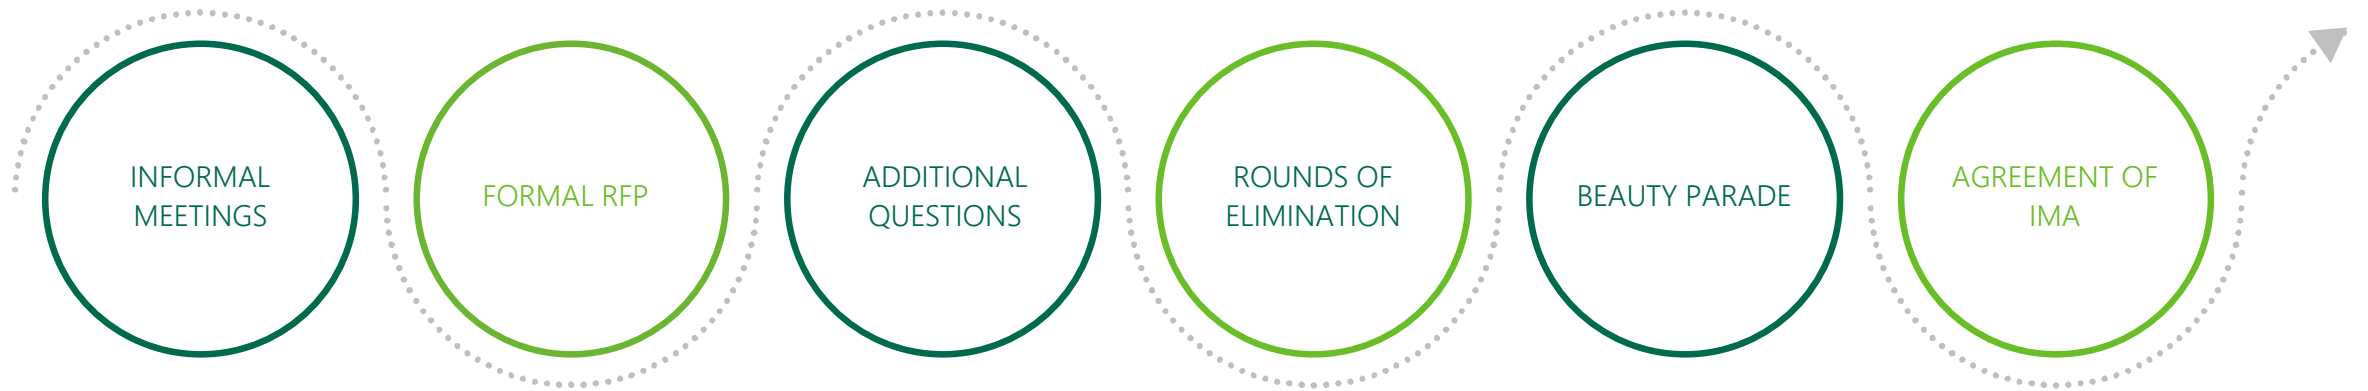 INFORMAL
MEETINGS
FORMAL RFP
ADDITIONAL
QUESTIONS
ROUNDS OF
ELIMINATION
BEAUTY PARADE
AGREEMENT OF
IMA